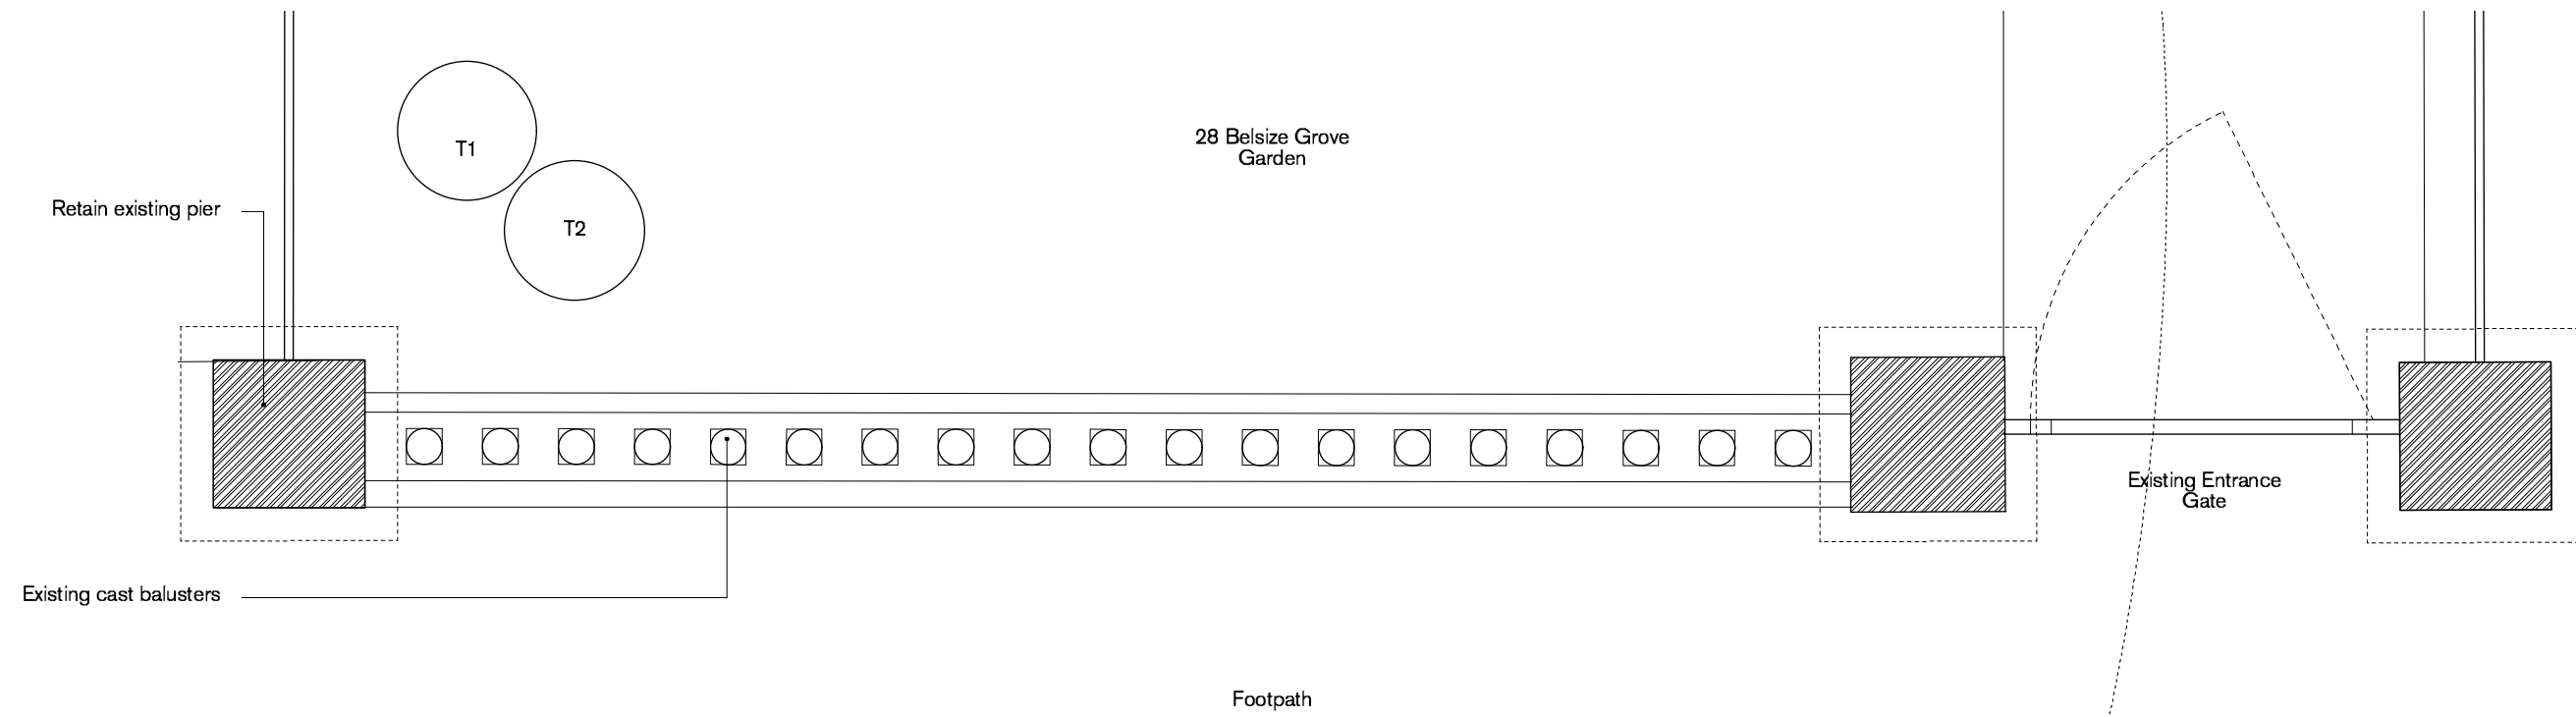 28 Belsize Grove
Garden
T1
Retain existing pier
T2
Existing Entrance
Gate
Existing cast balusters
Footpath